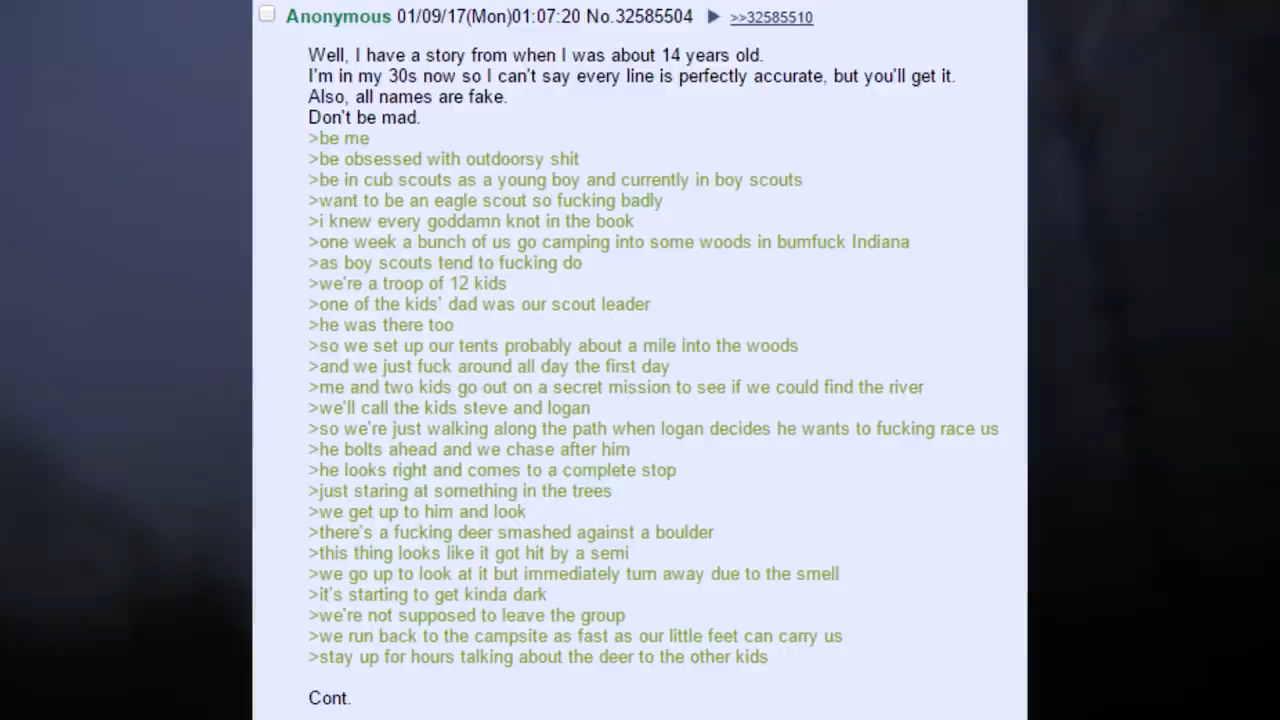 Anonymous 01/09/17(Mon)01:07:20 No.32585504 ▶ >>32585510
Well, I have a story from when I was about 14 years old.
I'm in my 30s now so I can't say every line is perfectly accurate, but you'll get it.
Also, all names are fake.
Don't be mad.
>be me
>be obsessed with outdoorsy shit
>be in cub scouts as a young boy and currently in boy scouts
>want to be an eagle scout so fucking badly
>i knew every goddamn knot in the book
>one week a bunch of us go camping into some woods in bumfuck Indiana
>as boy scouts tend to fucking do
>we're a troop of 12 kids
>one of the kids' dad was our scout leader
>he was there too
>so we set up our tents probably about a mile into the woods
>and we just fuck around all day the first day
>me and two kids go out on a secret mission to see if we could find the river
>we'll call the kids steve and logan
>so we're just walking along the path when logan decides he wants to fucking race us
>he bolts ahead and we chase after him
>he looks right and comes to a complete stop
>just staring at something in the trees
>we get up to him and look
>there's a fucking deer smashed against a boulder
>this thing looks like it got hit by a semi
>we go up to look at it but immediately turn away due to the smell
>it's starting to get kinda dark
>we're not supposed to leave the group
>we run back to the campsite as fast as our little feet can carry us
>stay up for hours talking about the deer to the other kids
Cont.